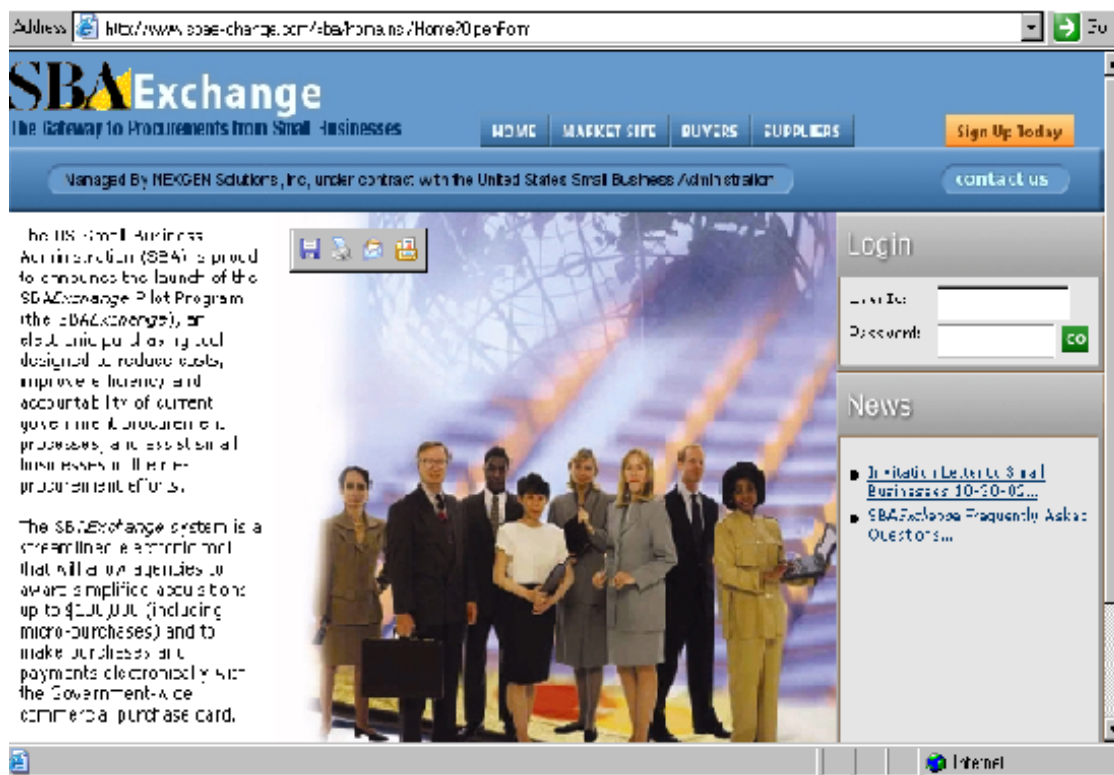 Address http://www.sbae-change.com/sba/home.nsf/Home?OpenForm
Go
SBAExchange
The Gateway to Procurements from Small Businesses
HOME MARKET SITE BUYERS SUPPLIERS
Sign Up Today
Managed By NEXGEN Solutions, Inc, under contract with the United States Small Business Administration
contact us
The US Small Business
Administration (SBA) is proud
to announce the launch of the
SBAExchange Pilot Program
(the SBAExchange), an
electronic purchasing tool
designed to reduce costs,
improve efficiency and
accountability of current
government procurement
processes, and assist small
businesses in their e-
procurement efforts.
The SBAExchange system is a
streamlined electronic tool
that will allow agencies to
award simplified acquisitions
up to $100,000 (including
micro-purchases) and to
make purchases and
payments electronically with
the Government-wide
commercial purchase card.
Login
User Id:
Password:
GO
News
Invitation Letter to Small
Businesses
SBAExchange Frequently Asked
Questions...
Internet